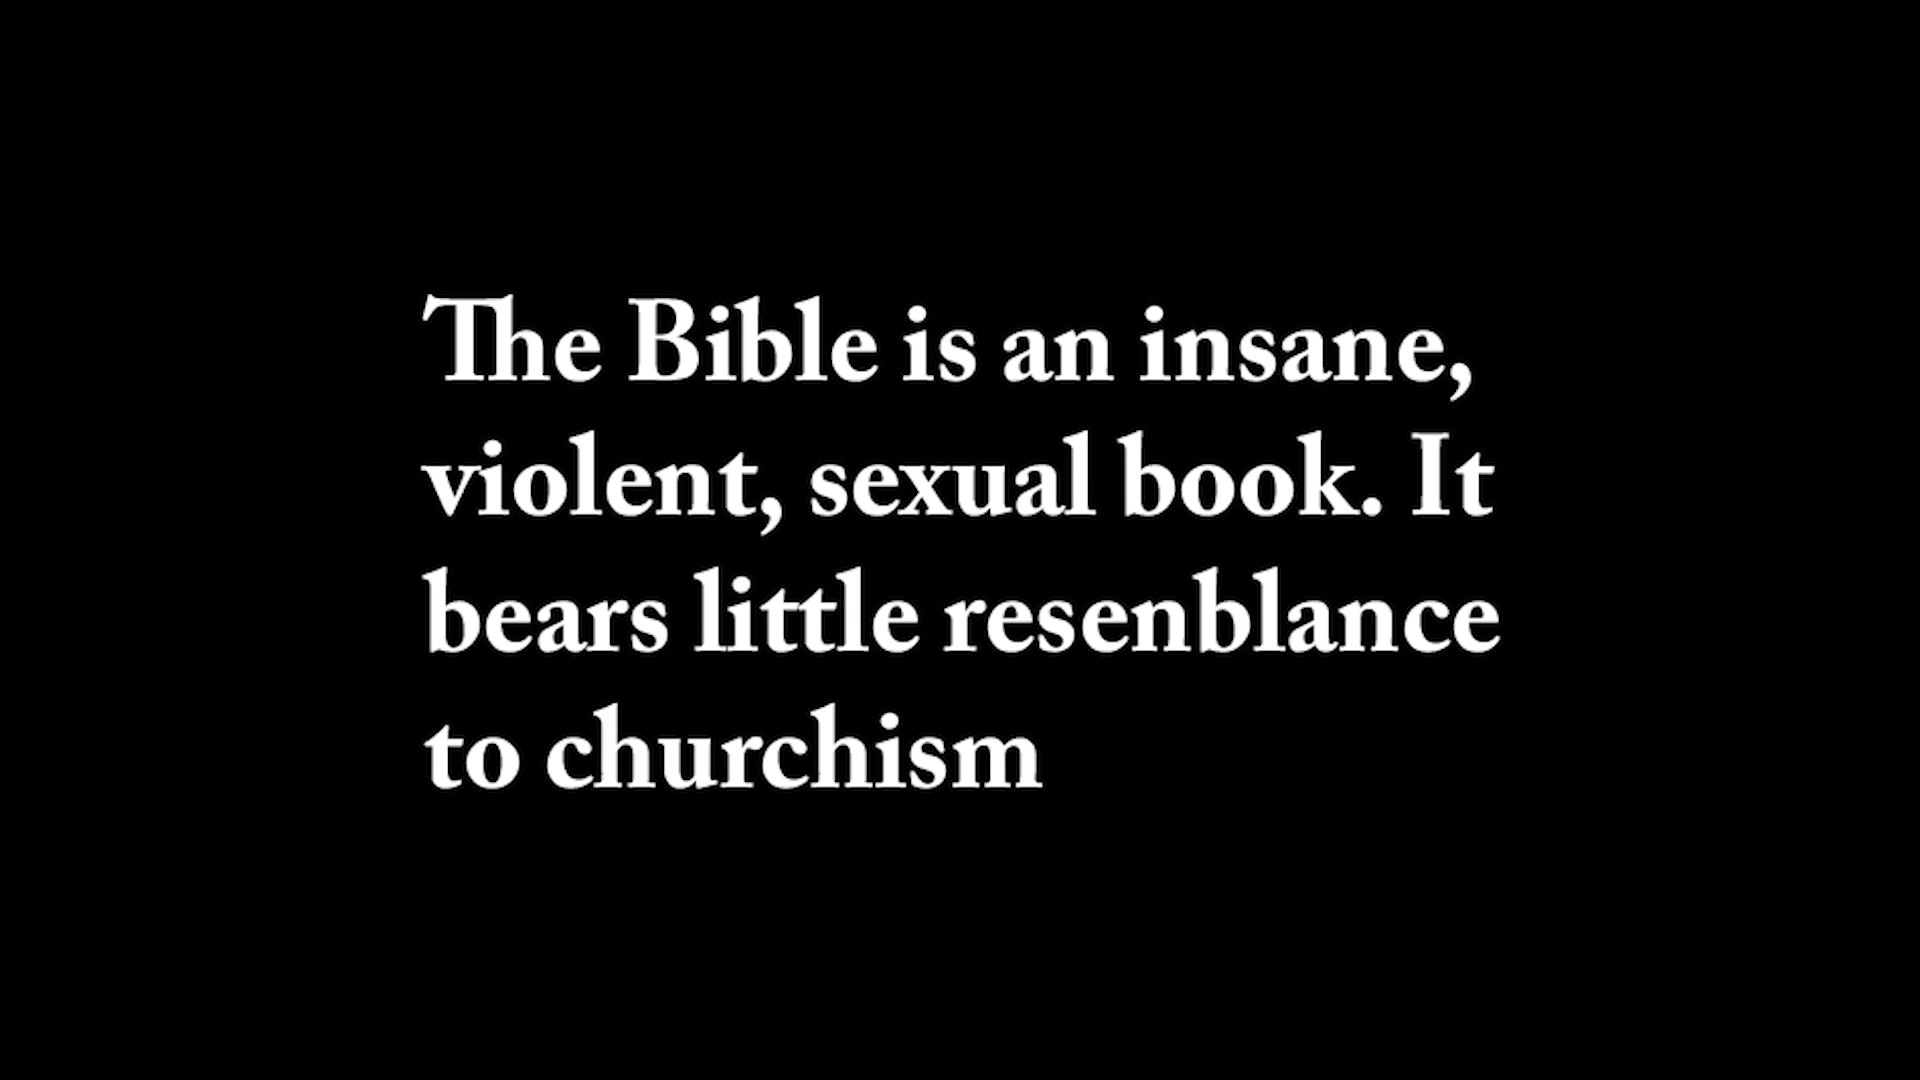 The Bible is an insane,
violent, sexual book. It
bears little resenblance
to churchism